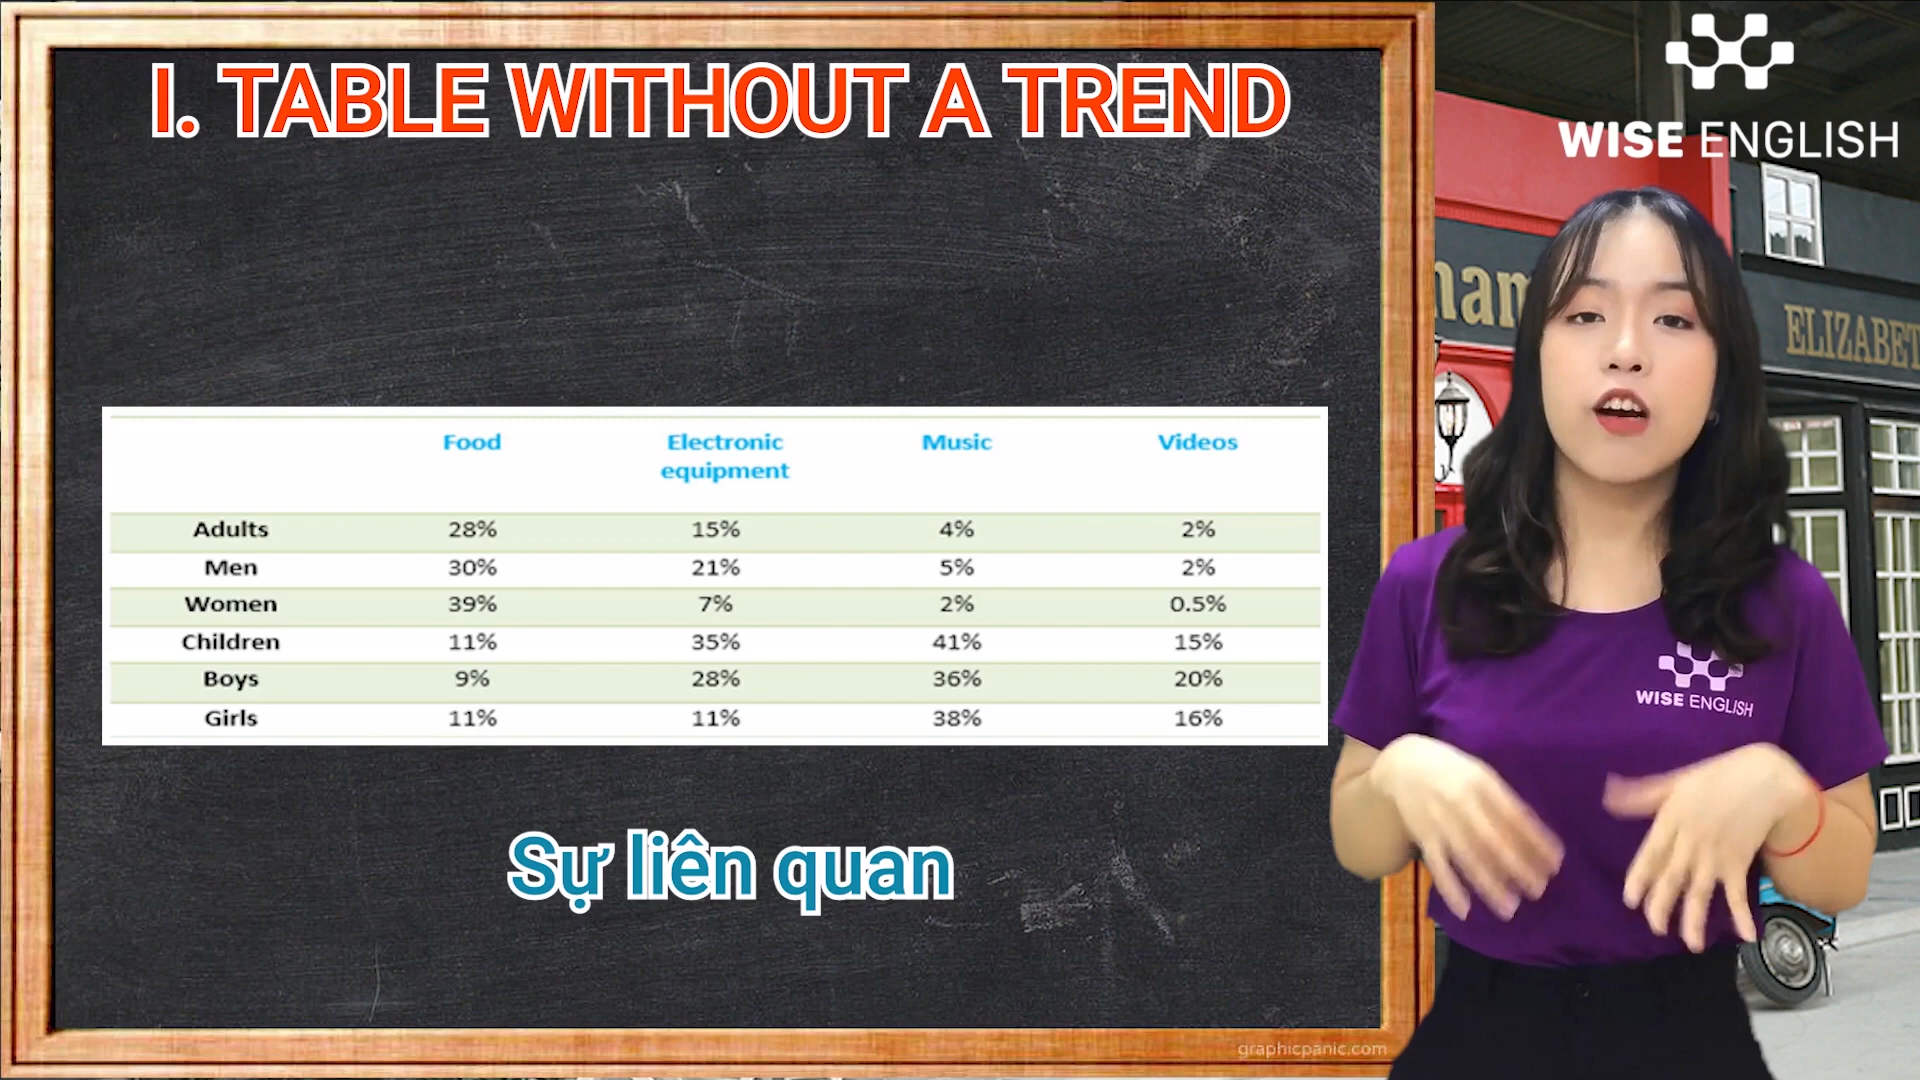 I. TABLE WITHOUT A TREND
WISE ENGLISH
ELIZABET
Food Electronic equipment Music Videos
Adults 28% 15% 4% 2%
Men 30% 21% 5% 2%
Women 39% 7% 2% 0.5%
Children 11% 35% 41% 15%
Boys 9% 28% 36% 20%
Girls 11% 11% 38% 16%
WISE ENGLISH
Sự liên quan
graphicpanic.com